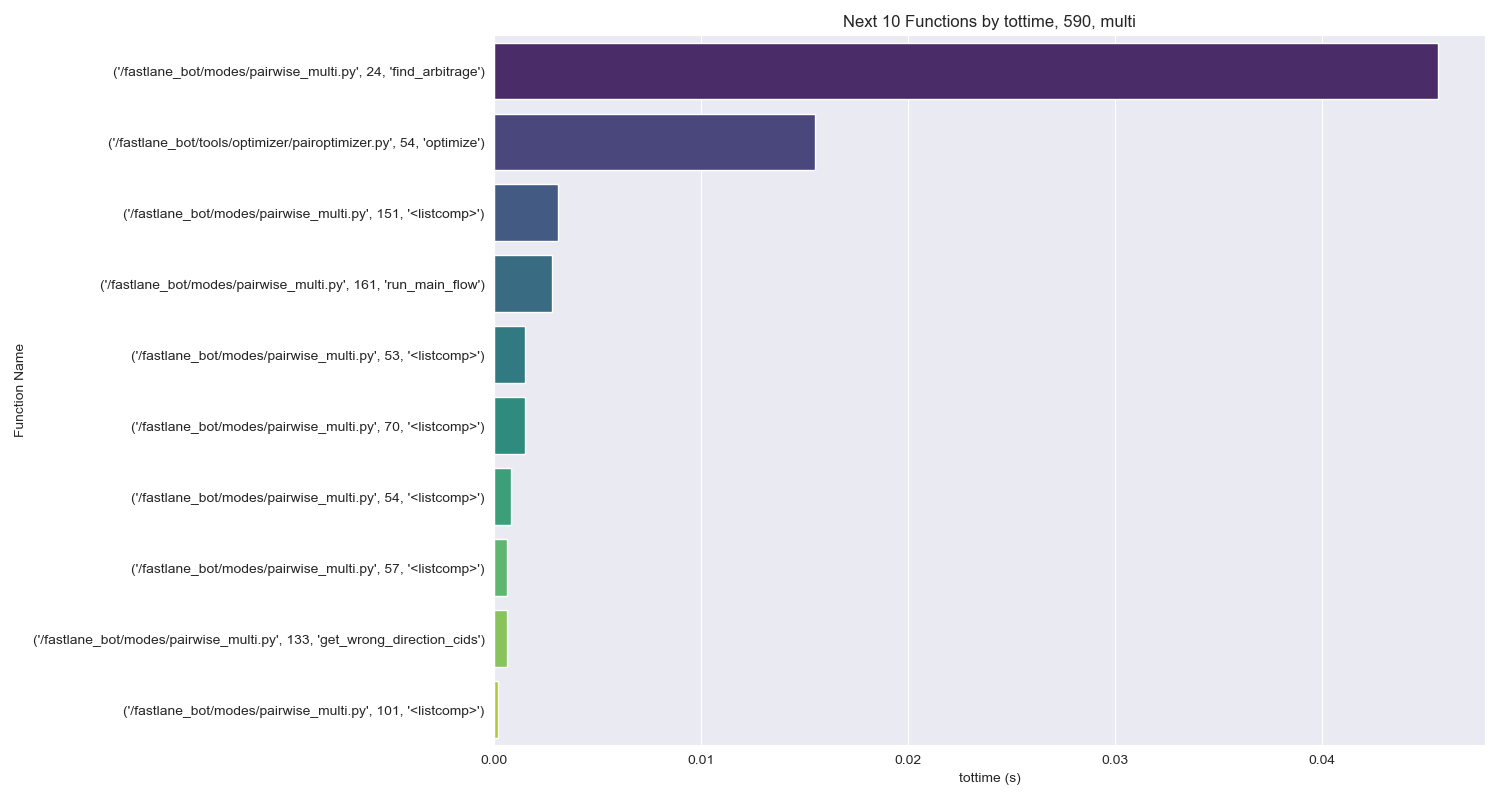 Next 10 Functions by tottime, 590, multi
('/fastlane_bot/modes/pairwise_multi.py', 24, 'find_arbitrage')
('/fastlane_bot/tools/optimizer/pairoptimizer.py', 54, 'optimize')
('/fastlane_bot/modes/pairwise_multi.py', 151, '<listcomp>')
('/fastlane_bot/modes/pairwise_multi.py', 161, 'run_main_flow')
('/fastlane_bot/modes/pairwise_multi.py', 53, '<listcomp>')
('/fastlane_bot/modes/pairwise_multi.py', 70, '<listcomp>')
('/fastlane_bot/modes/pairwise_multi.py', 54, '<listcomp>')
('/fastlane_bot/modes/pairwise_multi.py', 57, '<listcomp>')
('/fastlane_bot/modes/pairwise_multi.py', 133, 'get_wrong_direction_cids')
('/fastlane_bot/modes/pairwise_multi.py', 101, '<listcomp>')
Function Name
0.00 0.01 0.02 0.03 0.04
tottime (s)